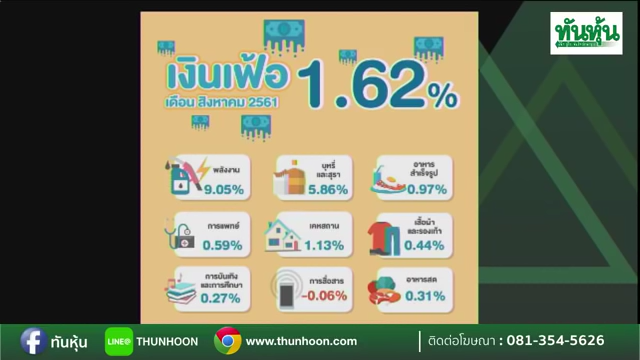 ทันหุ้น
เงินเฟ้อ
เดือน สิงหาคม 2561
1.62%
พลังงาน
9.05%
บุหรี่
และสุรา
5.86%
อาหาร
สำเร็จรูป
0.97%
การแพทย์
0.59%
เคหสถาน
1.13%
เสื้อผ้า
และรองเท้า
0.44%
การบันเทิง
และการศึกษา
0.27%
การสื่อสาร
-0.06%
อาหารสด
0.31%
f ทันหุ้น
LINE@ THUNHOON
www.thunhoon.com
ติดต่อโฆษณา : 081-354-5626